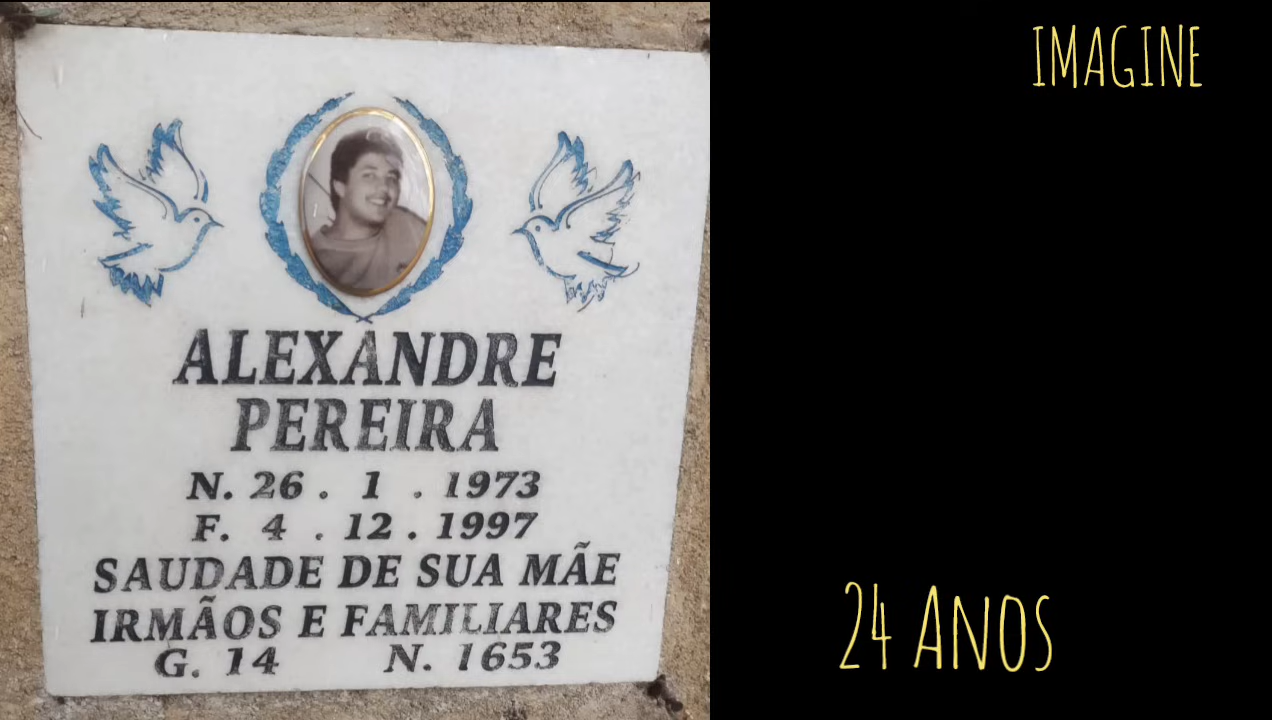 ALEXANDRE
PEREIRA
N. 26 . 1 . 1973
F. 4 . 12 . 1997
SAUDADE DE SUA MÃE
IRMÃOS E FAMILIARES
G. 14 N. 1653
IMAGINE
24 ANOS